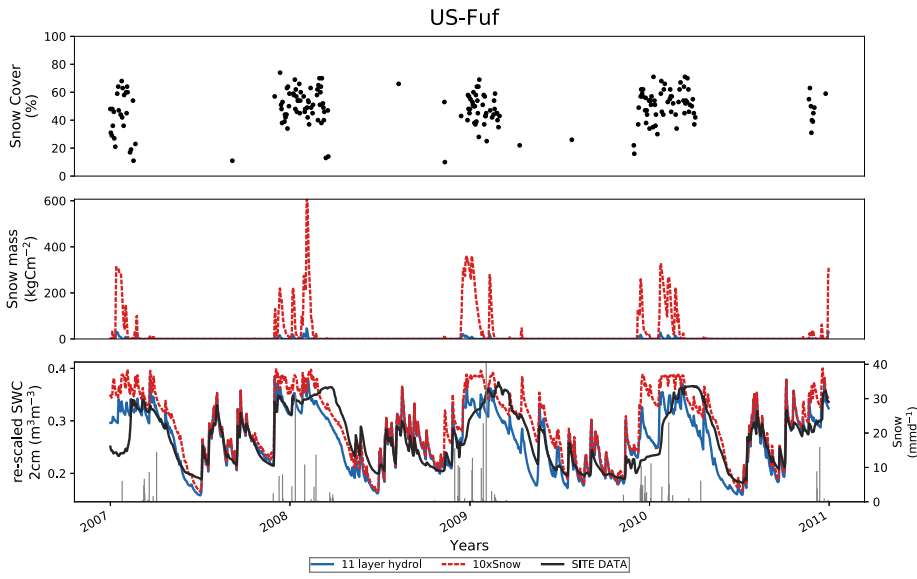 US-Fuf
Snow Cover
(%)
100
80
60
40
20
0
Snow mass
(kgCm⁻²)
600
400
200
0
re-scaled SWC
2cm (m³m⁻³)
0.4
0.3
0.2
40
30
20
10
0
Snow
(mmd⁻¹)
2007
2008
2009
2010
2011
Years
11 layer hydrol
10xSnow
SITE DATA